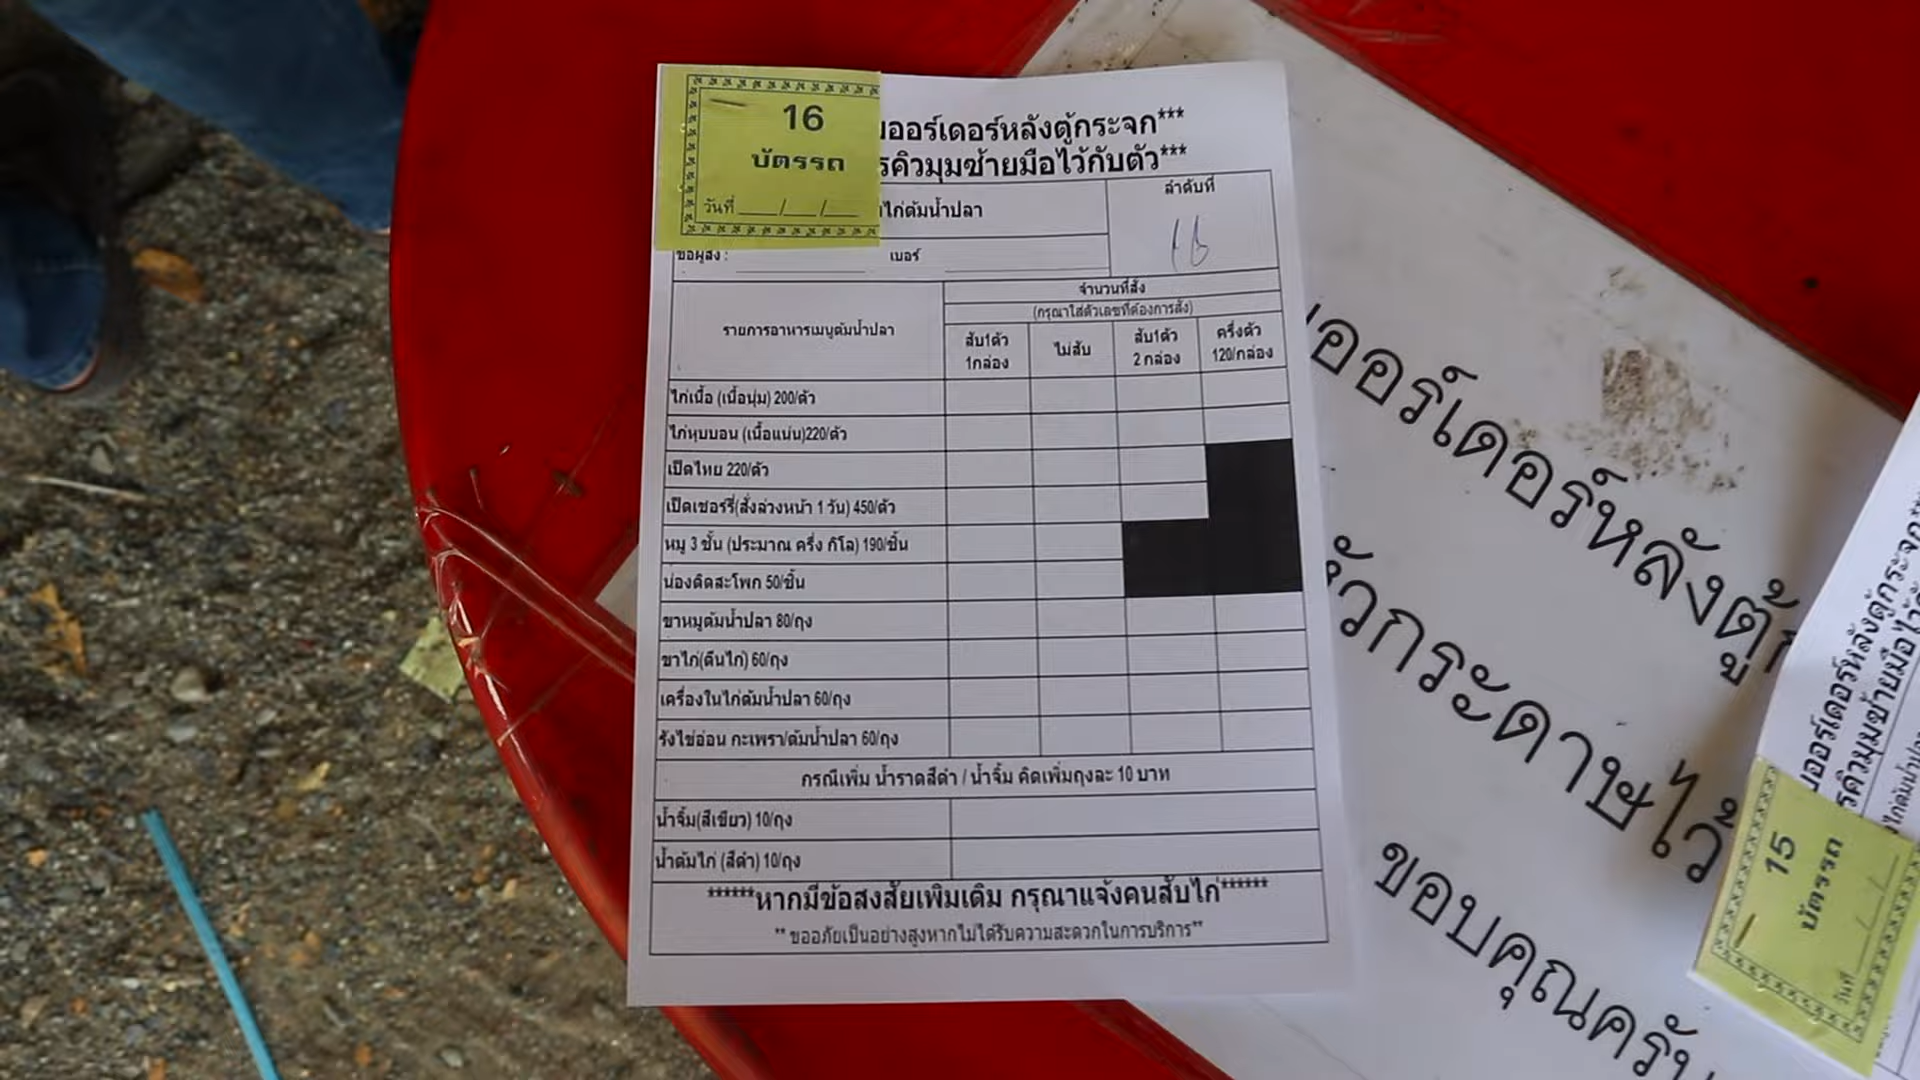 16
บัตรรถ
วันที่ ____/____/____
ออร์เดอร์หลังตู้กระจก***
คิวมุมซ้ายมือไว้กับตัว***
ไก่ต้มน้ำปลา
ลำดับที่
16
ชื่อผู้สั่ง :
เบอร์
รายการอาหารเมนูต้มน้ำปลา
จำนวนที่สั่ง
(กรุณาใส่ตัวเลขที่ต้องการสั่ง)
สับ1ตัว
1กล่อง
ไม่สับ
สับ1ตัว
2 กล่อง
ครึ่งตัว
120/กล่อง
ไก่เนื้อ (เนื้อนุ่ม) 200/ตัว
ไก่หุบบอน (เนื้อแน่น)220/ตัว
เป็ดไทย 220/ตัว
เป็ดเชอร์รี่(สั่งล่วงหน้า 1 วัน) 450/ตัว
หมู 3 ชั้น (ประมาณ ครึ่ง กิโล) 190/ชิ้น
น่องติดสะโพก 50/ชิ้น
ขาหมูต้มน้ำปลา 80/ถุง
ขาไก่(ตีนไก่) 60/ถุง
เครื่องในไก่ต้มน้ำปลา 60/ถุง
รังไข่อ่อน กะเพรา/ต้มน้ำปลา 60/ถุง
กรณีเพิ่ม น้ำราดสีดำ / น้ำจิ้ม คิดเพิ่มถุงละ 10 บาท
น้ำจิ้ม(สีเขียว) 10/ถุง
น้ำต้มไก่ (สีดำ) 10/ถุง
******หากมีข้อสงสัยเพิ่มเติม กรุณาแจ้งคนสับไก่******
** ขออภัยเป็นอย่างสูงหากไม่ได้รับความสะดวกในการบริการ**
ออร์เดอร์หลังตู้
ัวกระดาษไว้
ขอบคุณครับ
ออร์เดอร์หลังตู้กระจก**
คิวมุมซ้ายมือไว้
ไก่ต้มน้ำปลา
15
บัตรรถ
วันที่